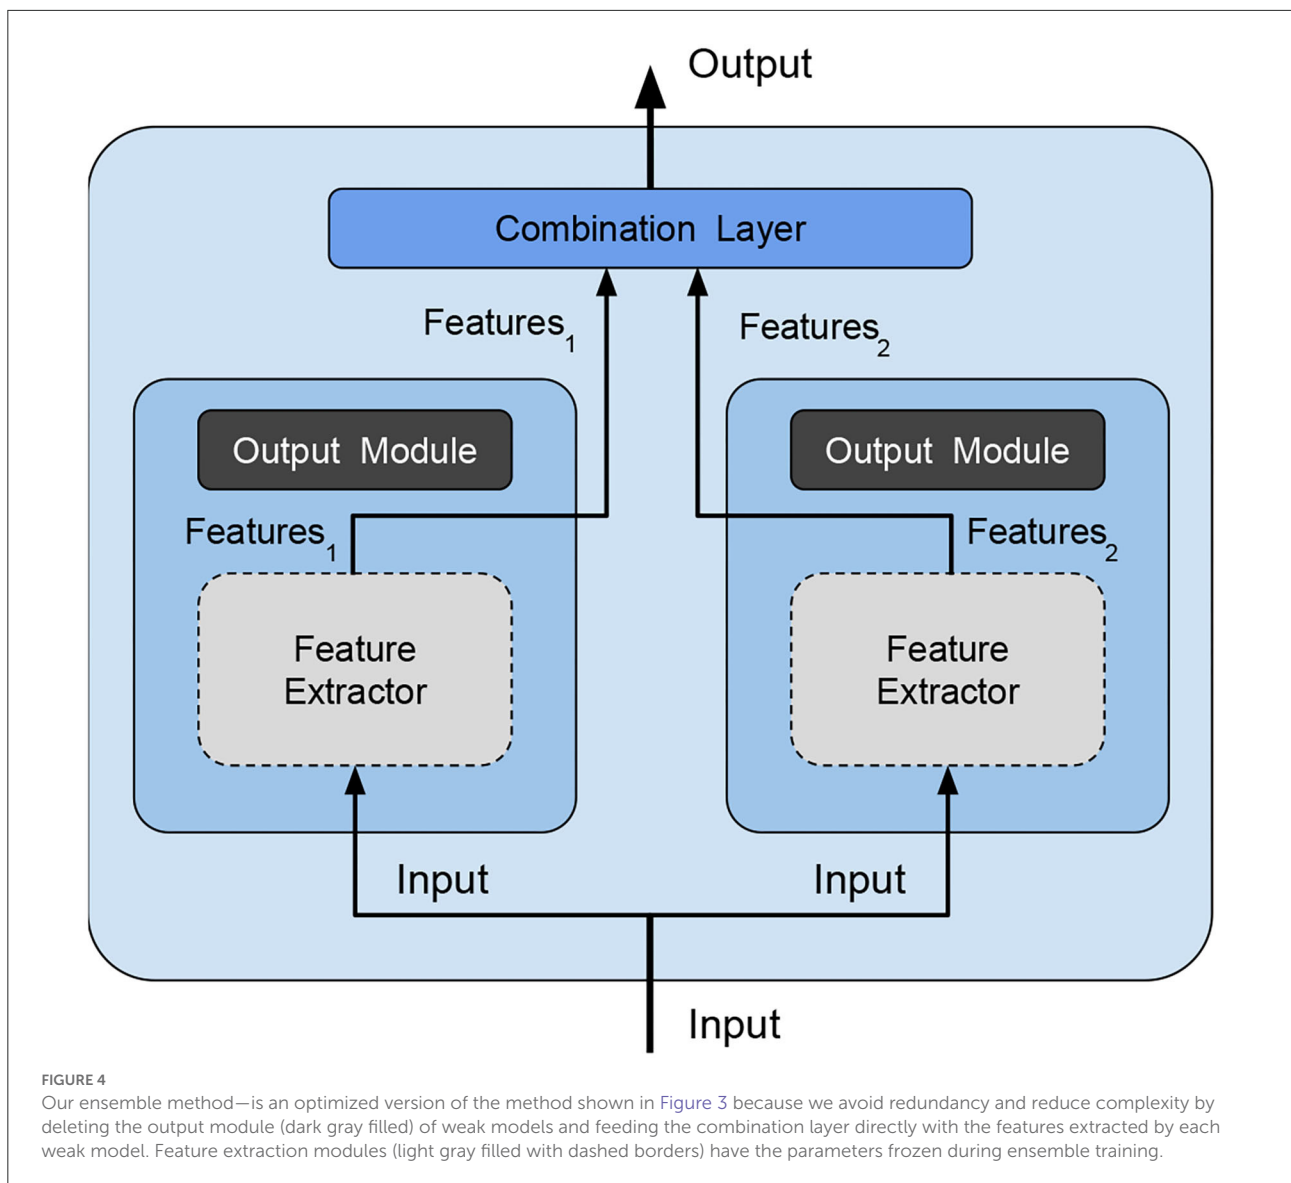 Output
Combination Layer
Features1
Features2
Output Module
Output Module
Features1
Features2
Feature
Extractor
Feature
Extractor
Input
Input
Input
FIGURE 4
Our ensemble method—is an optimized version of the method shown in Figure 3 because we avoid redundancy and reduce complexity by
deleting the output module (dark gray filled) of weak models and feeding the combination layer directly with the features extracted by each
weak model. Feature extraction modules (light gray filled with dashed borders) have the parameters frozen during ensemble training.